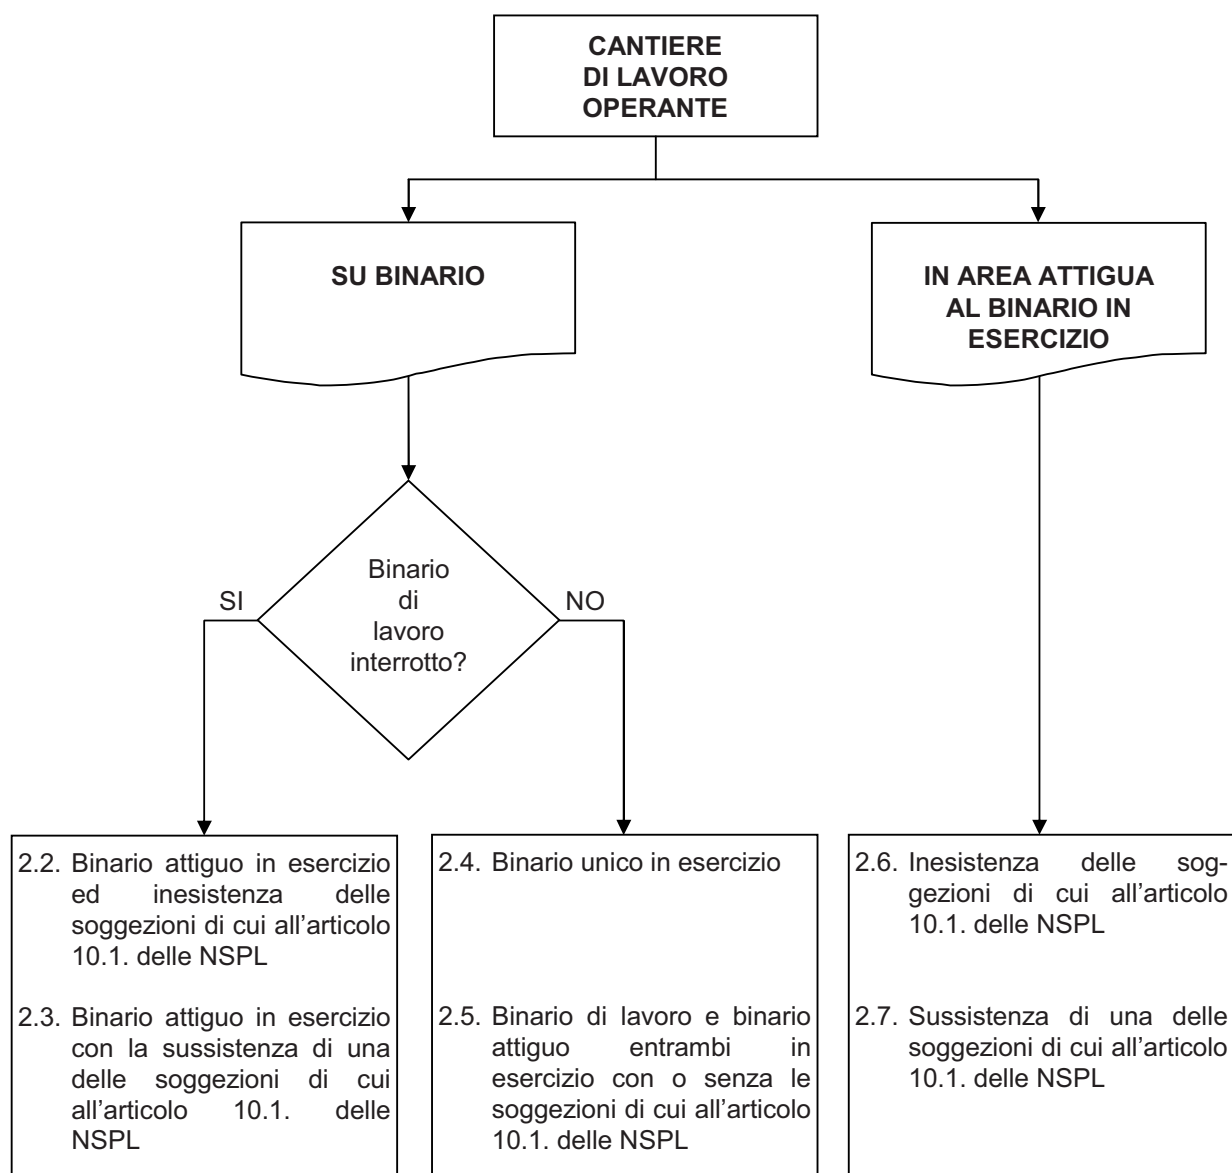 CANTIERE
DI LAVORO
OPERANTE
SU BINARIO
IN AREA ATTIGUA
AL BINARIO IN
ESERCIZIO
Binario
di
lavoro
interrotto?
SI
NO
2.2. Binario attiguo in esercizio
ed inesistenza delle
soggezioni di cui all’articolo
10.1. delle NSPL
2.3. Binario attiguo in esercizio
con la sussistenza di una
delle soggezioni di cui
all’articolo 10.1. delle
NSPL
2.4. Binario unico in esercizio
2.5. Binario di lavoro e binario
attiguo entrambi in
esercizio con o senza le
soggezioni di cui all’articolo
10.1. delle NSPL
2.6. Inesistenza delle sog-
gezioni di cui all’articolo
10.1. delle NSPL
2.7. Sussistenza di una delle
soggezioni di cui all’articolo
10.1. delle NSPL